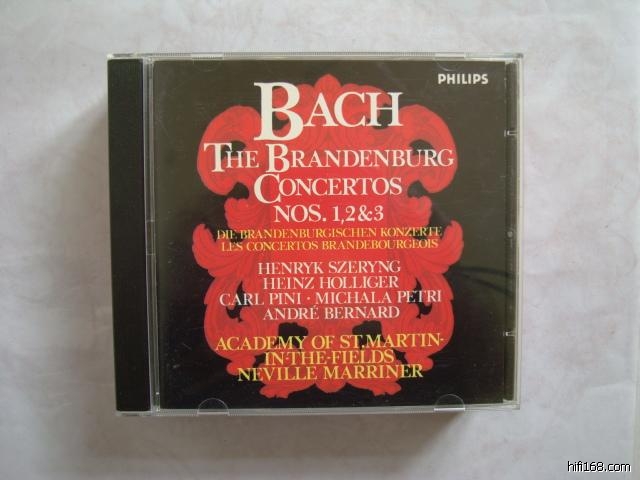 PHILIPS
BACH
THE BRANDENBURG
CONCERTOS
NOS. 1,2&3
DIE BRANDENBURGISCHEN KONZERTE
LES CONCERTOS BRANDEBOURGEOIS
HENRYK SZERYNG
HEINZ HOLLIGER
CARL PINI · MICHALA PETRI
ANDRÉ BERNARD
ACADEMY OF ST. MARTIN-
IN-THE-FIELDS
NEVILLE MARRINER
hifi168.com